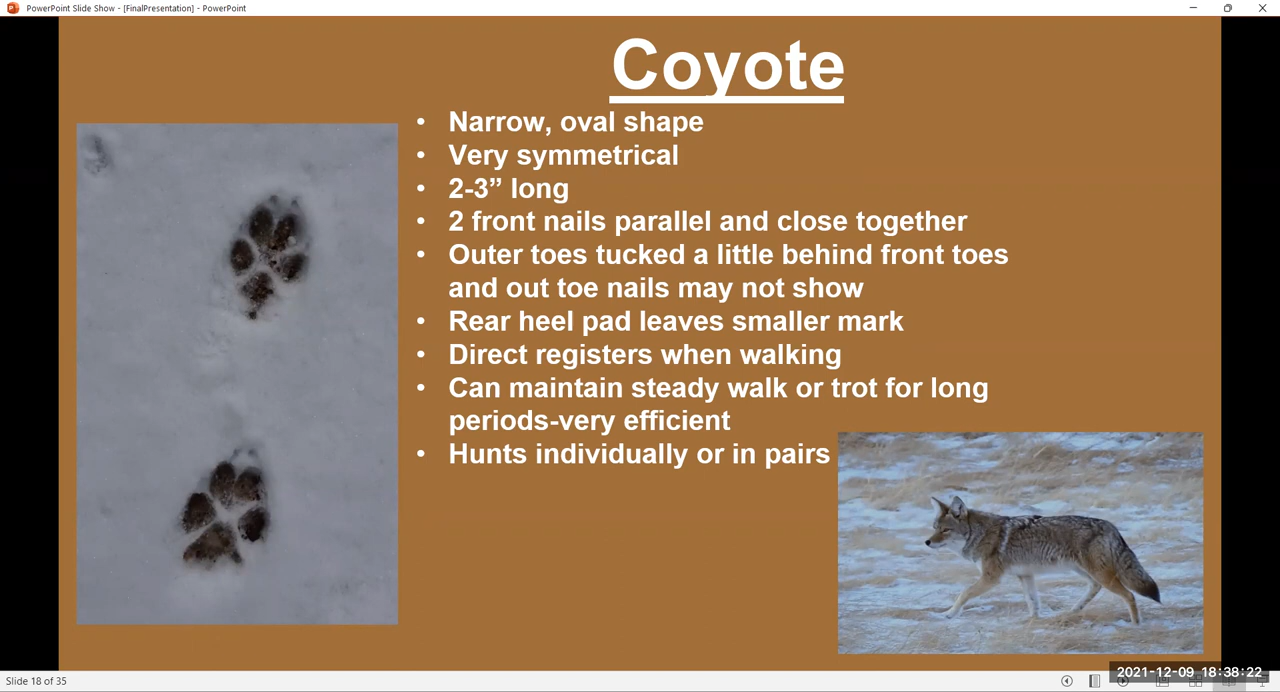 PowerPoint Slide Show - [FinalPresentation] - PowerPoint
Coyote
• Narrow, oval shape
• Very symmetrical
• 2-3” long
• 2 front nails parallel and close together
• Outer toes tucked a little behind front toes
and out toe nails may not show
• Rear heel pad leaves smaller mark
• Direct registers when walking
• Can maintain steady walk or trot for long
periods-very efficient
• Hunts individually or in pairs
2021-12-09 18:38:22
Slide 18 of 35